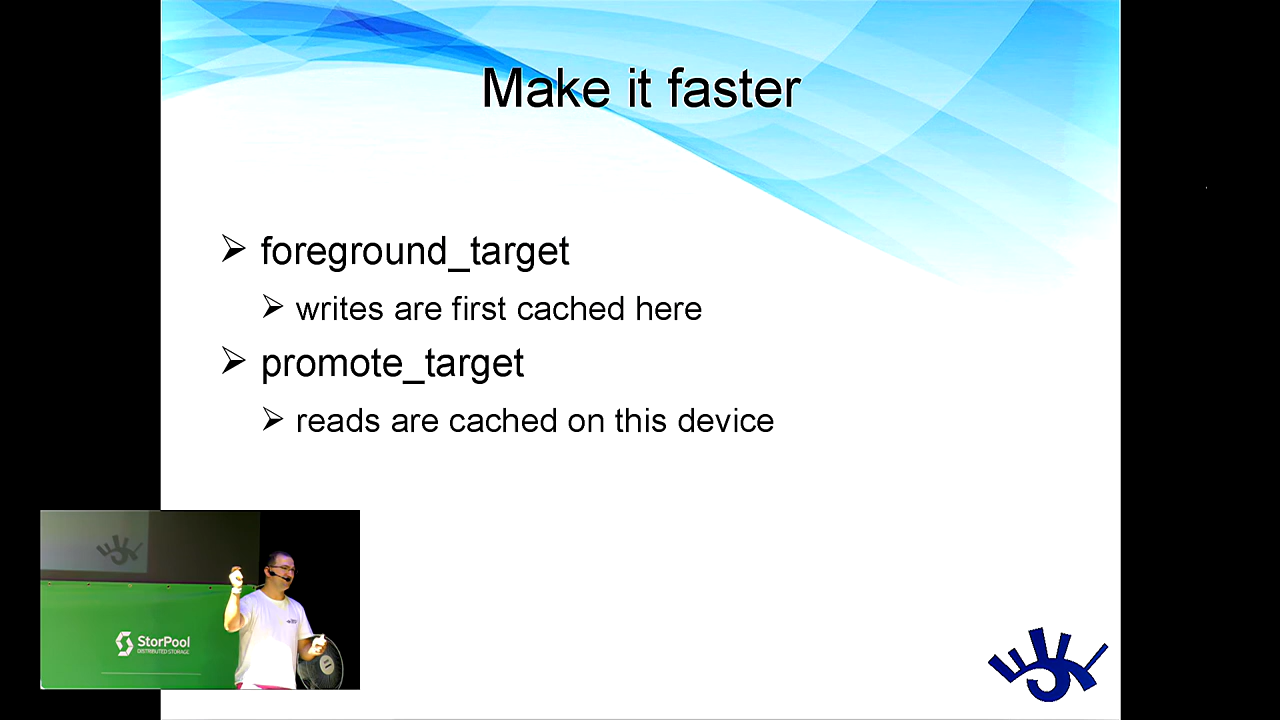 Make it faster
foreground_target
writes are first cached here
promote_target
reads are cached on this device
StorPool
DISTRIBUTED STORAGE